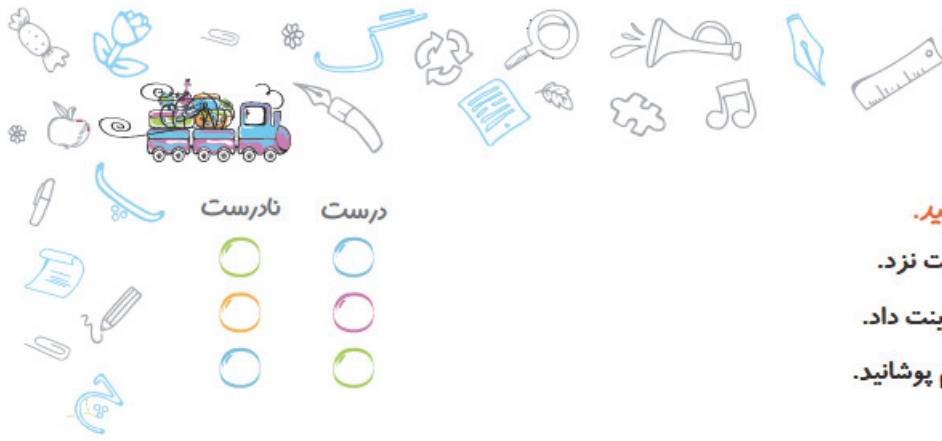 درست نادرست
ید.
ت نزد.
ینت داد.
م پوشانید.